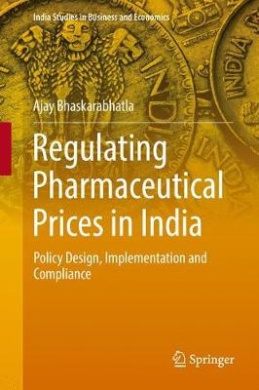 India Studies in Business and Economics
Ajay Bhaskarabhatla
Regulating
Pharmaceutical
Prices in India
Policy Design, Implementation and
Compliance
Springer